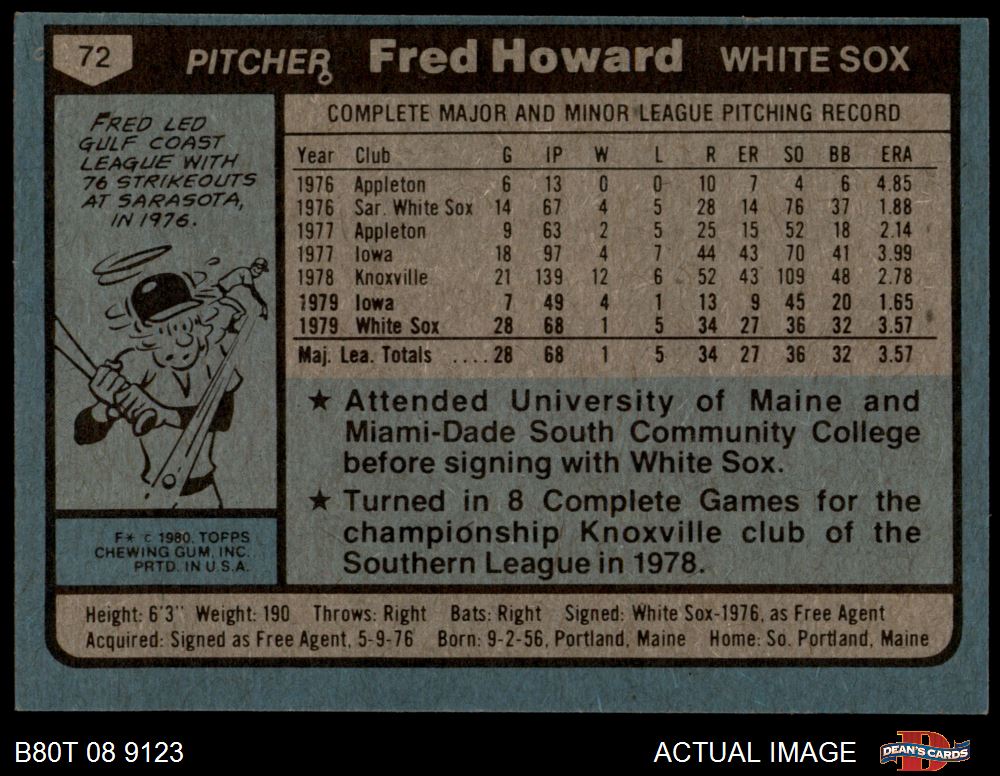 72 PITCHER Fred Howard WHITE SOX
FRED LED
GULF COAST
LEAGUE WITH
76 STRIKEOUTS
AT SARASOTA,
IN 1976.
COMPLETE MAJOR AND MINOR LEAGUE PITCHING RECORD
Year Club G IP W L R ER SO BB ERA
1976 Appleton 6 13 0 0 10 7 4 6 4.85
1976 Sar. White Sox 14 67 4 5 28 14 76 37 1.88
1977 Appleton 9 63 2 5 25 15 52 18 2.14
1977 Iowa 18 97 4 7 44 43 70 41 3.99
1978 Knoxville 21 139 12 6 52 43 109 48 2.78
1979 Iowa 7 49 4 1 13 9 45 20 1.65
1979 White Sox 28 68 1 5 34 27 36 32 3.57
Maj. Lea. Totals ....28 68 1 5 34 27 36 32 3.57
★ Attended University of Maine and
Miami-Dade South Community College
before signing with White Sox.
★ Turned in 8 Complete Games for the
championship Knoxville club of the
Southern League in 1978.
F* © 1980, TOPPS
CHEWING GUM, INC.
PRTD. IN U.S.A.
Height: 6'3" Weight: 190 Throws: Right Bats: Right Signed: White Sox-1976, as Free Agent
Acquired: Signed as Free Agent, 5-9-76 Born: 9-2-56, Portland, Maine Home: So. Portland, Maine
B80T 08 9123 ACTUAL IMAGE DEAN'S CARDS